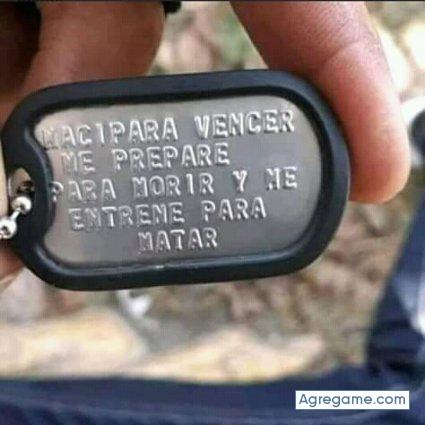 NACIPARA VENCER
ME PREPARE
PARA MORIR Y ME
ENTRENE PARA
MATAR
Agregame.com